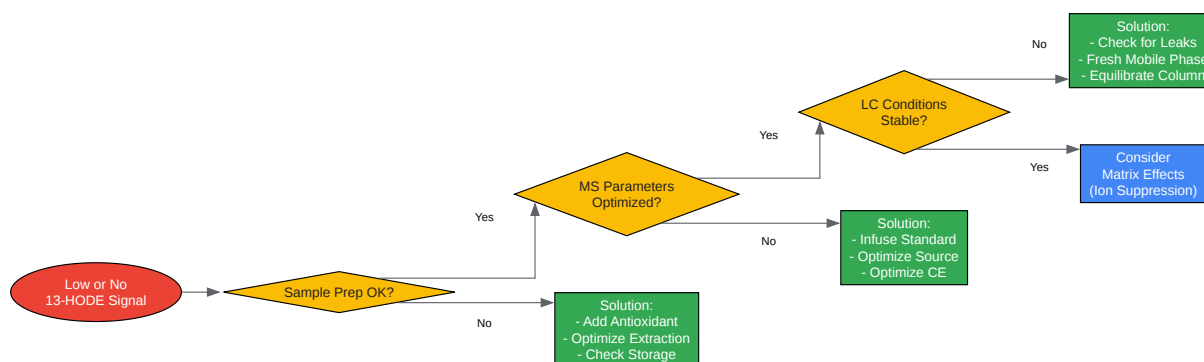 Low or No
13-HODE Signal
Sample Prep OK?
No
Solution:
- Add Antioxidant
- Optimize Extraction
- Check Storage
Yes
MS Parameters
Optimized?
No
Solution:
- Infuse Standard
- Optimize Source
- Optimize CE
Yes
LC Conditions
Stable?
No
Solution:
- Check for Leaks
- Fresh Mobile Phase
- Equilibrate Column
Yes
Consider
Matrix Effects
(Ion Suppression)